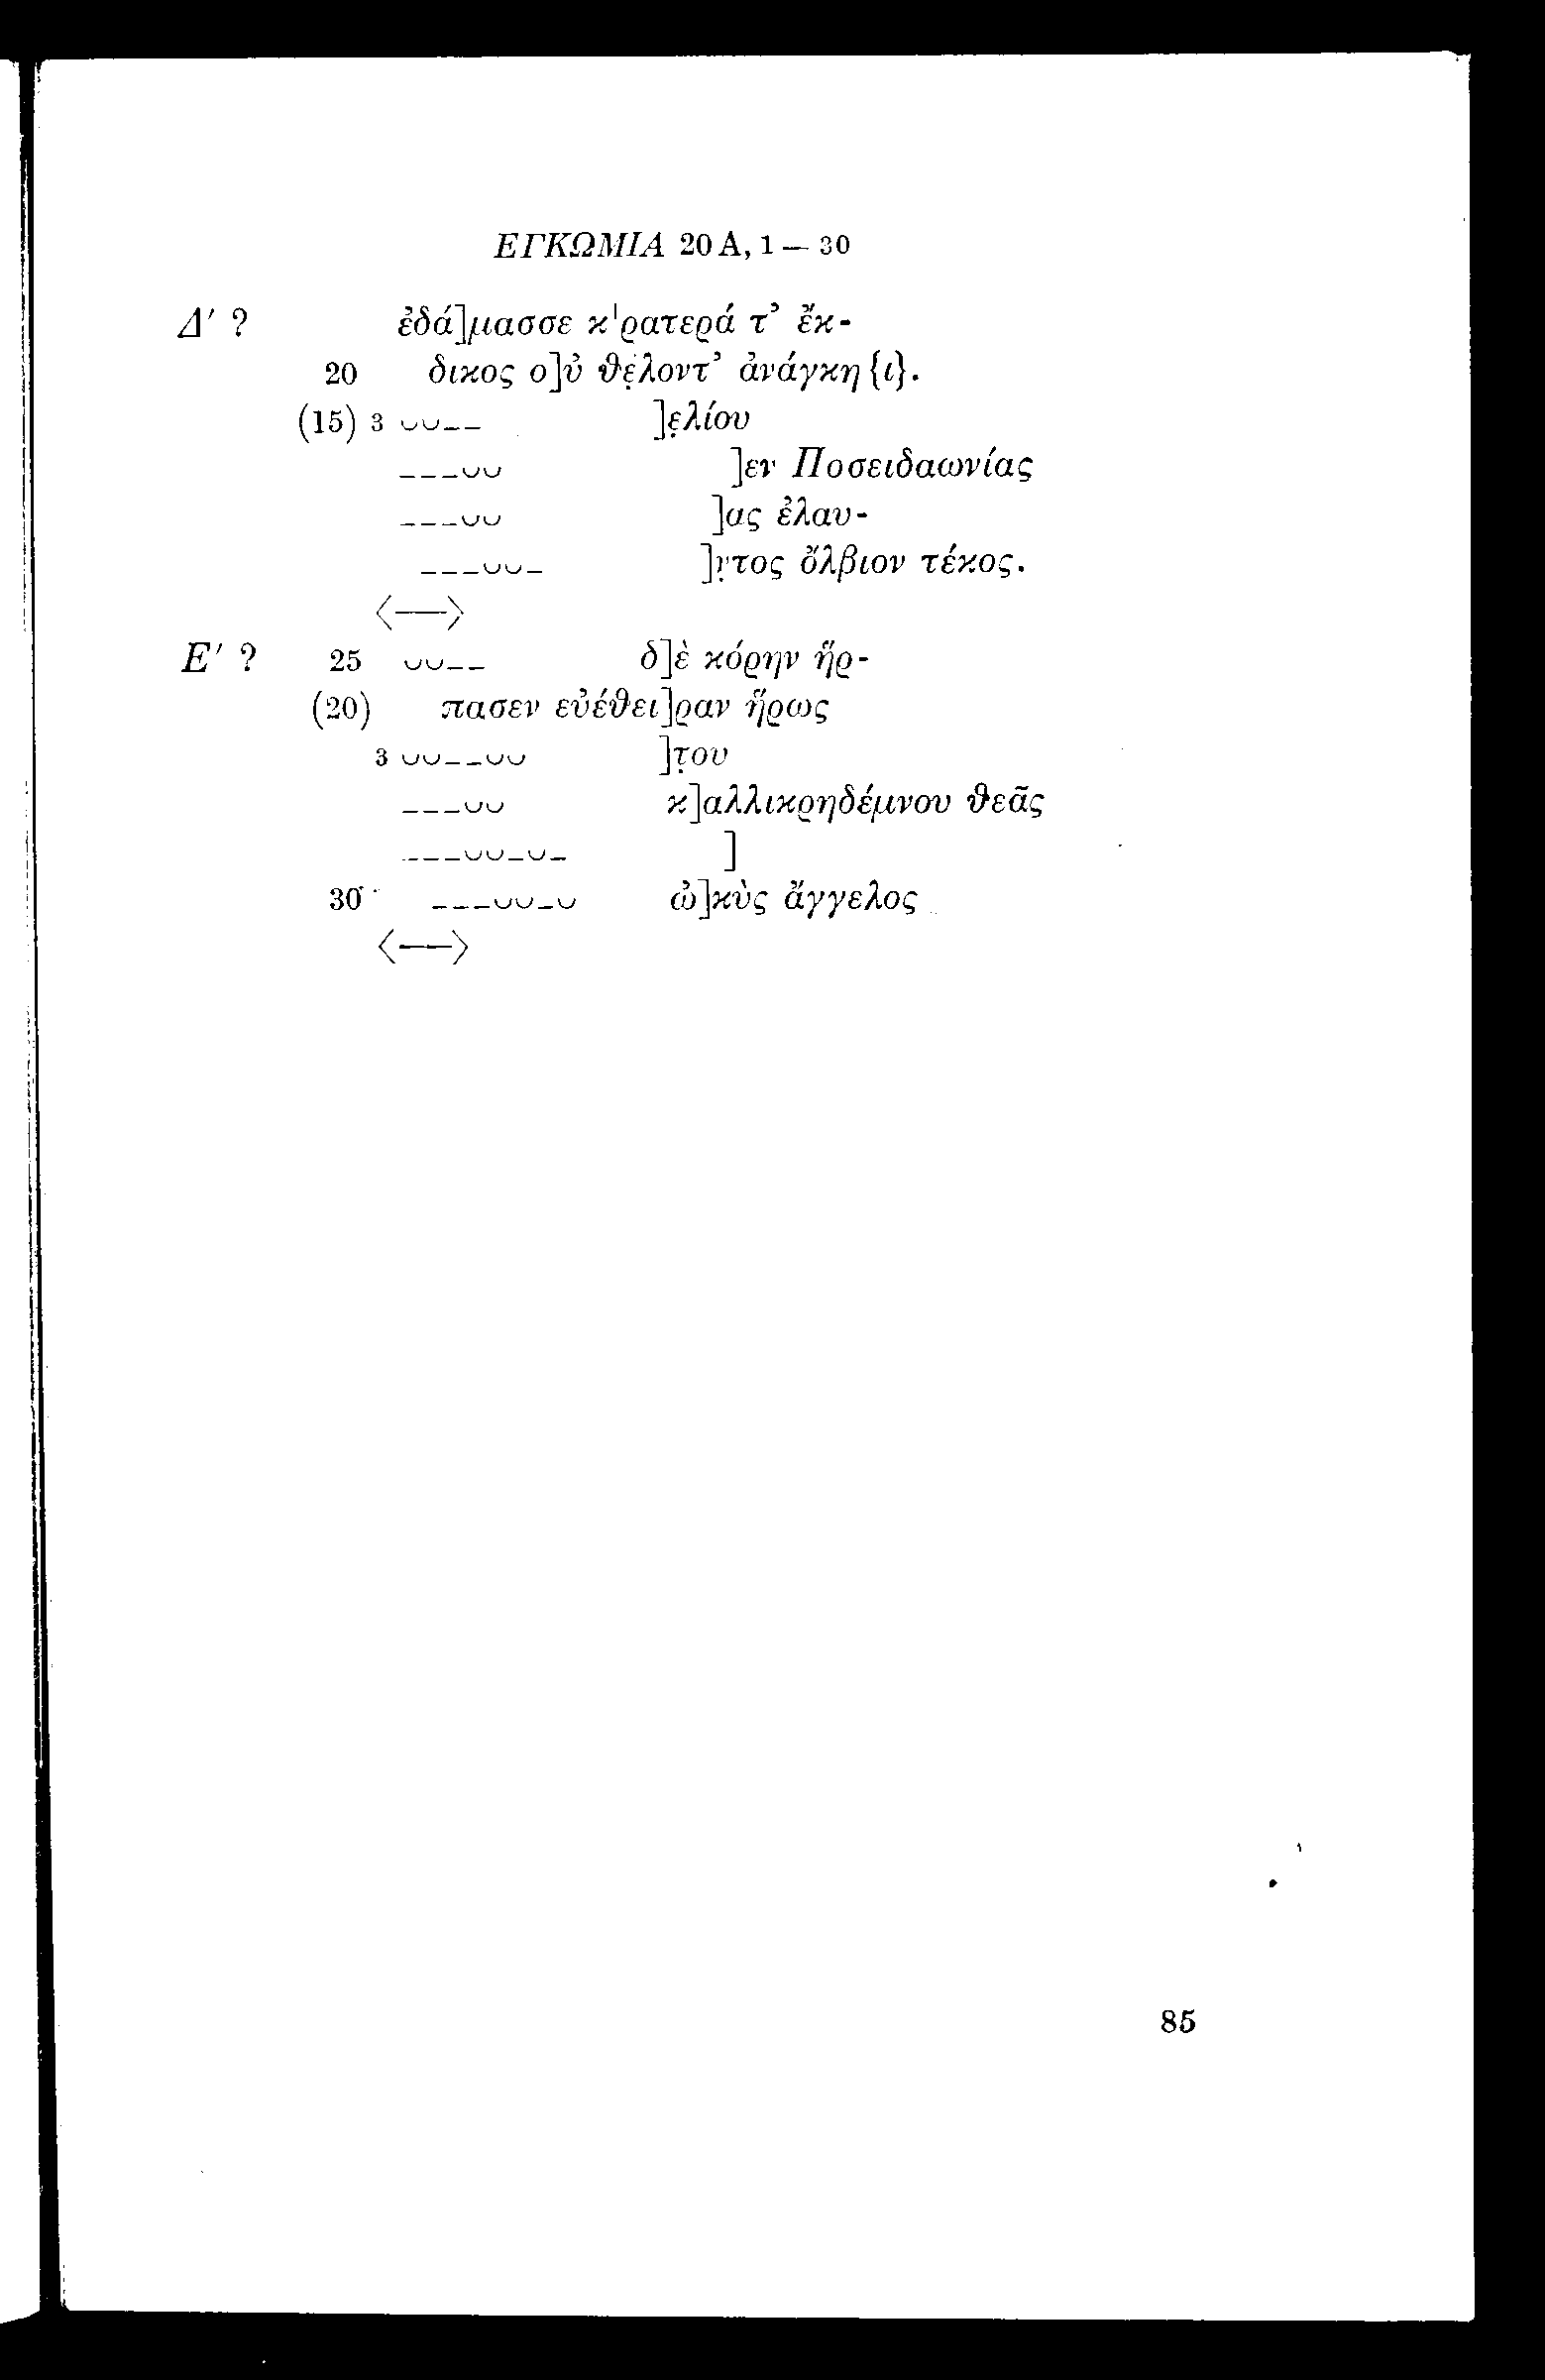 ΕΓΚΩΜΙΑ 20 A, 1 — 30
Δ′ ? ἐδά]μασσε κ'ρατερά τ’ ἔκ-
20 δικος ο]ὐ θέ̣λοντ’ ἀνάγκη{ι}.
(15) 3 ⏑⏑–– ]ε̣λίου
–––⏑⏑ ]εν Ποσειδαωνίας
–––⏑⏑ ]ας ἐλαυ-
–––⏑⏑– ]ν̣τος ὄλβιον τέκος.
⟨——⟩
Ε′ ? 25 ⏑⏑–– δ]ὲ κόρην ἥρ-
(20) πασεν εὐέθει]ραν ἥρως
3 ⏑⏑––⏑⏑ ]τ̣ου
–––⏑⏑ κ]αλλικρηδέμνου θεᾶς
–––⏑⏑–⏑– ]
30 –––⏑⏑–⏑ ὠ]κὺς ἄγγελος
⟨——⟩
85